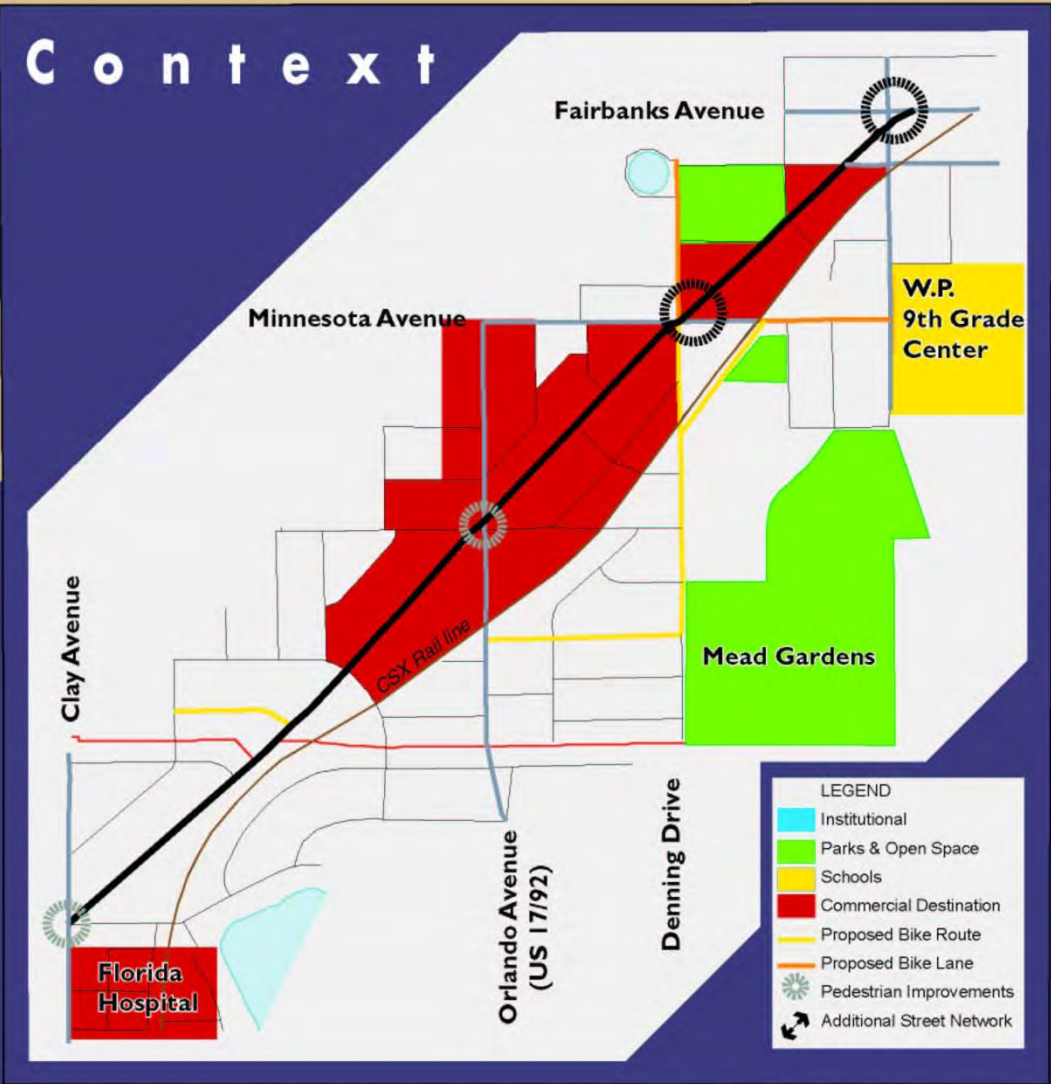 Context
Fairbanks Avenue
W.P.
9th Grade
Center
Minnesota Avenue
Clay Avenue
CSX Rail line
Mead Gardens
Orlando Avenue
(US 17/92)
Denning Drive
Florida
Hospital
LEGEND
Institutional
Parks & Open Space
Schools
Commercial Destination
Proposed Bike Route
Proposed Bike Lane
Pedestrian Improvements
Additional Street Network